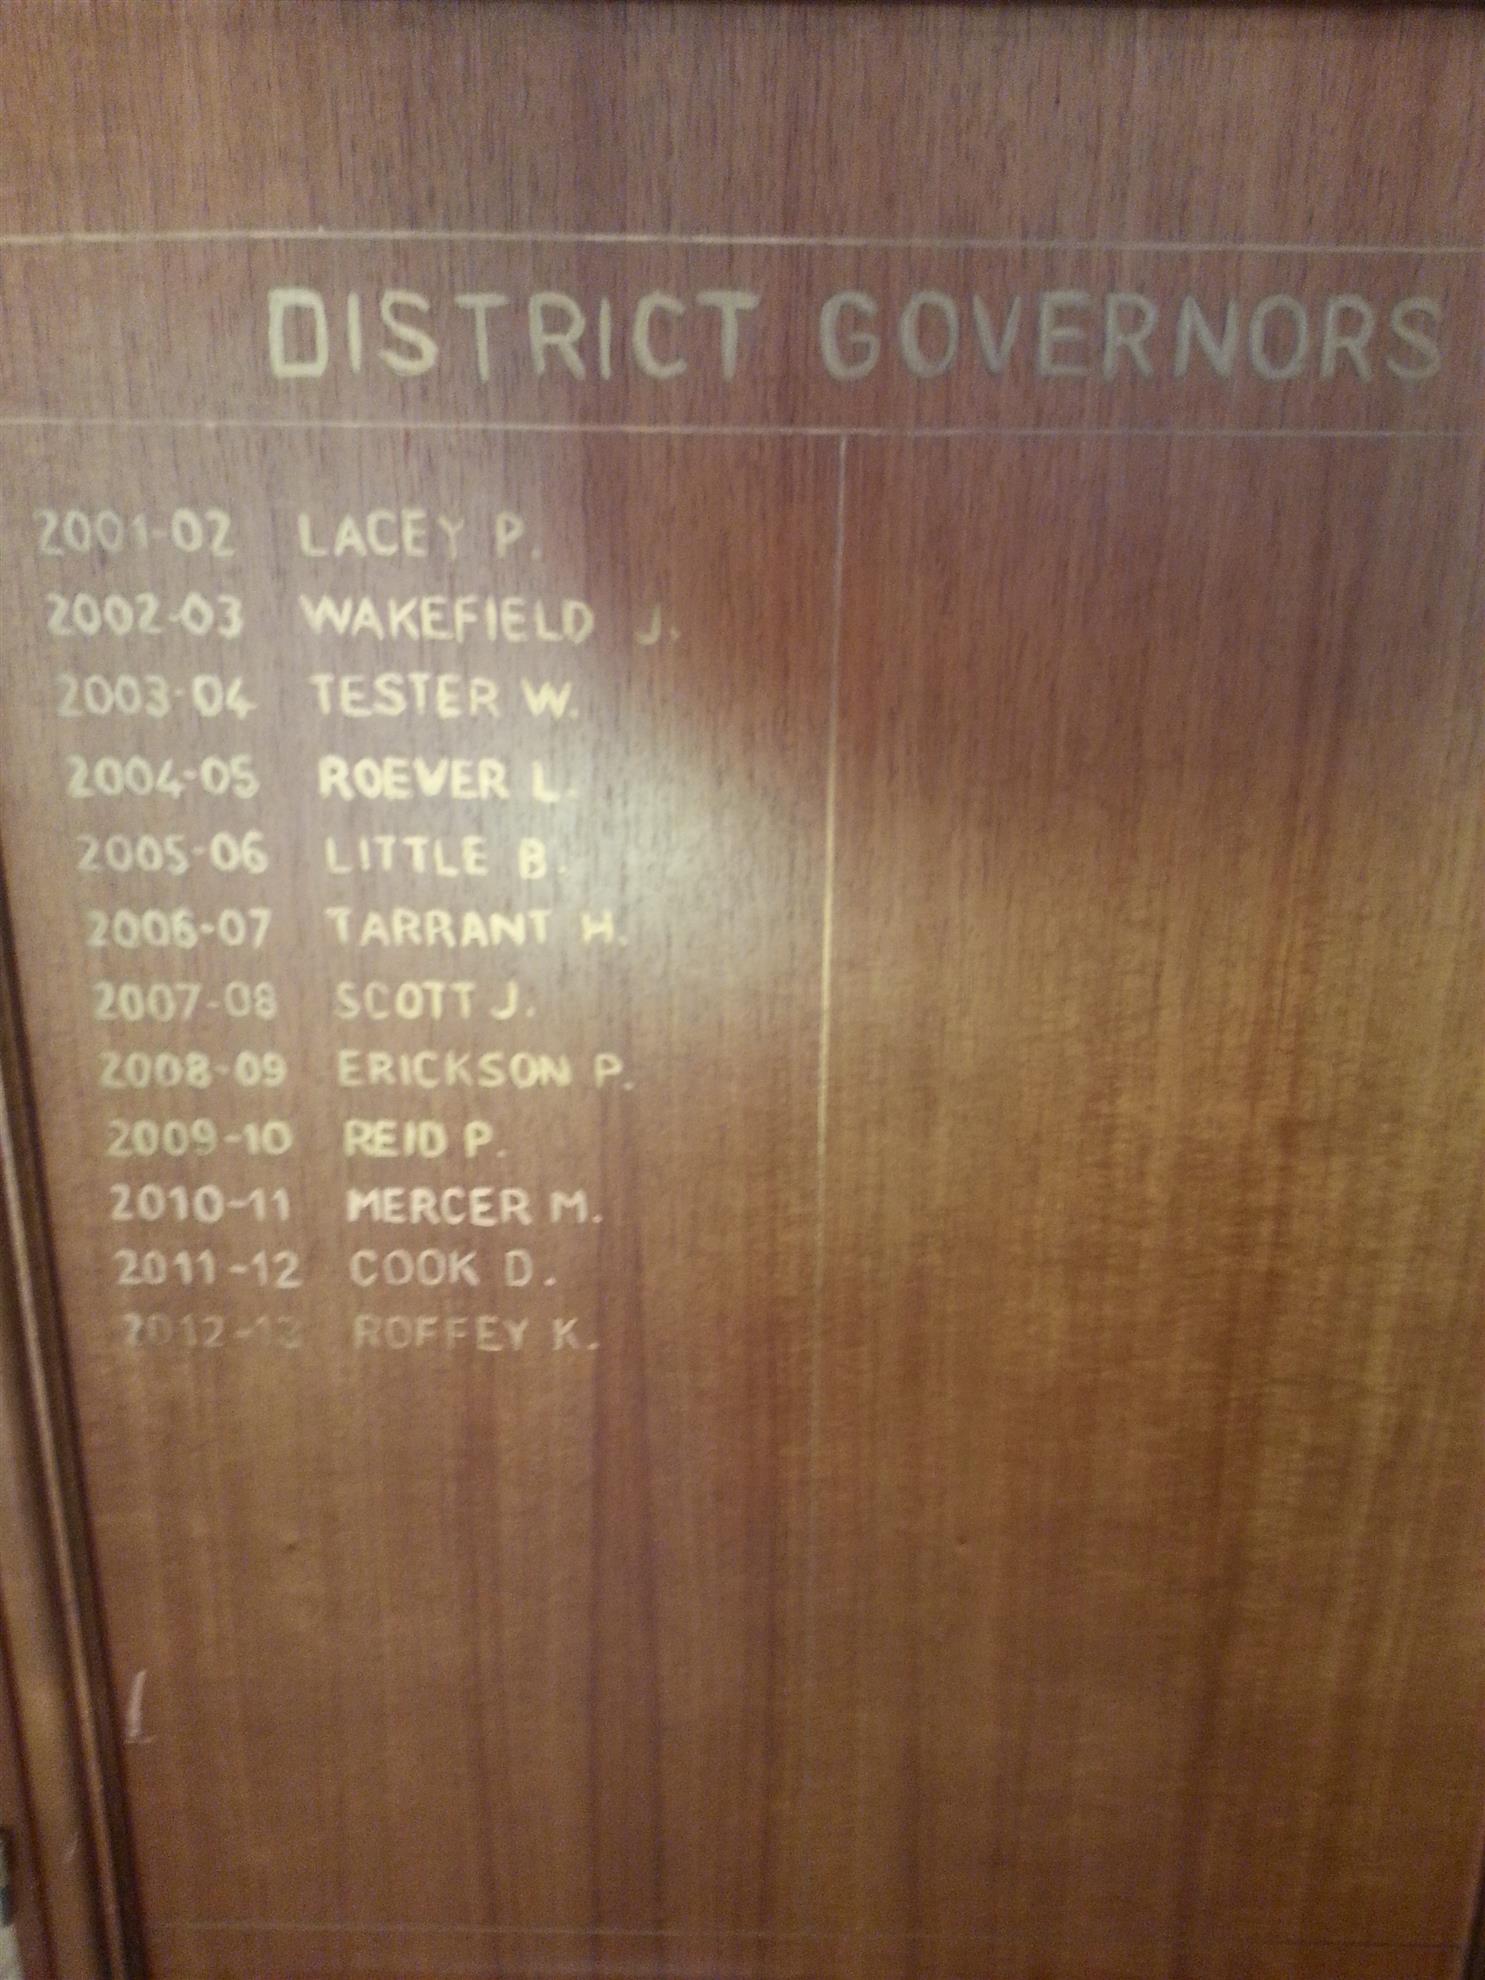 DISTRICT GOVERNORS
2001-02 LACEY P.
2002-03 WAKEFIELD J.
2003-04 TESTER W.
2004-05 ROEVER L.
2005-06 LITTLE B.
2006-07 TARRANT H.
2007-08 SCOTT J.
2008-09 ERICKSON P.
2009-10 REID P.
2010-11 MERCER M.
2011-12 COOK D.
2012-13 ROFFEY K.